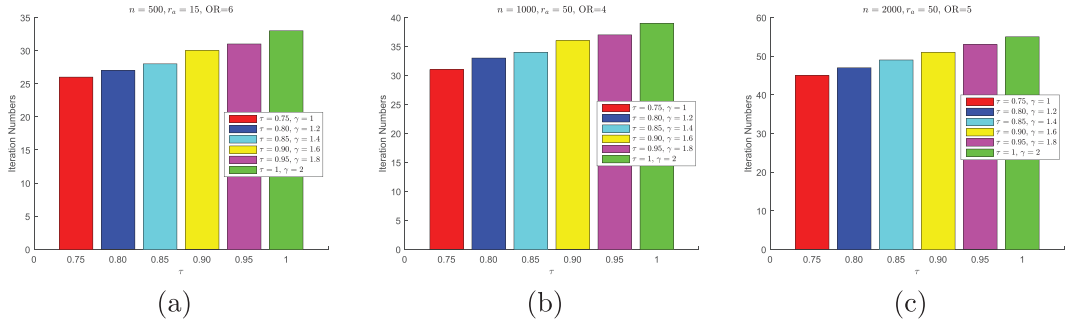 n = 500, r_a = 15, OR=6
35
30
25
20
15
10
5
0
Iteration Numbers
τ = 0.75, γ = 1
τ = 0.80, γ = 1.2
τ = 0.85, γ = 1.4
τ = 0.90, γ = 1.6
τ = 0.95, γ = 1.8
τ = 1, γ = 2
0 0.75 0.80 0.85 0.90 0.95 1
τ
(a)
n = 1000, r_a = 50, OR=4
40
35
30
25
20
15
10
5
0
Iteration Numbers
τ = 0.75, γ = 1
τ = 0.80, γ = 1.2
τ = 0.85, γ = 1.4
τ = 0.90, γ = 1.6
τ = 0.95, γ = 1.8
τ = 1, γ = 2
0 0.75 0.80 0.85 0.90 0.95 1
τ
(b)
n = 2000, r_a = 50, OR=5
60
50
40
30
20
10
0
Iteration Numbers
τ = 0.75, γ = 1
τ = 0.80, γ = 1.2
τ = 0.85, γ = 1.4
τ = 0.90, γ = 1.6
τ = 0.95, γ = 1.8
τ = 1, γ = 2
0 0.75 0.80 0.85 0.90 0.95 1
τ
(c)